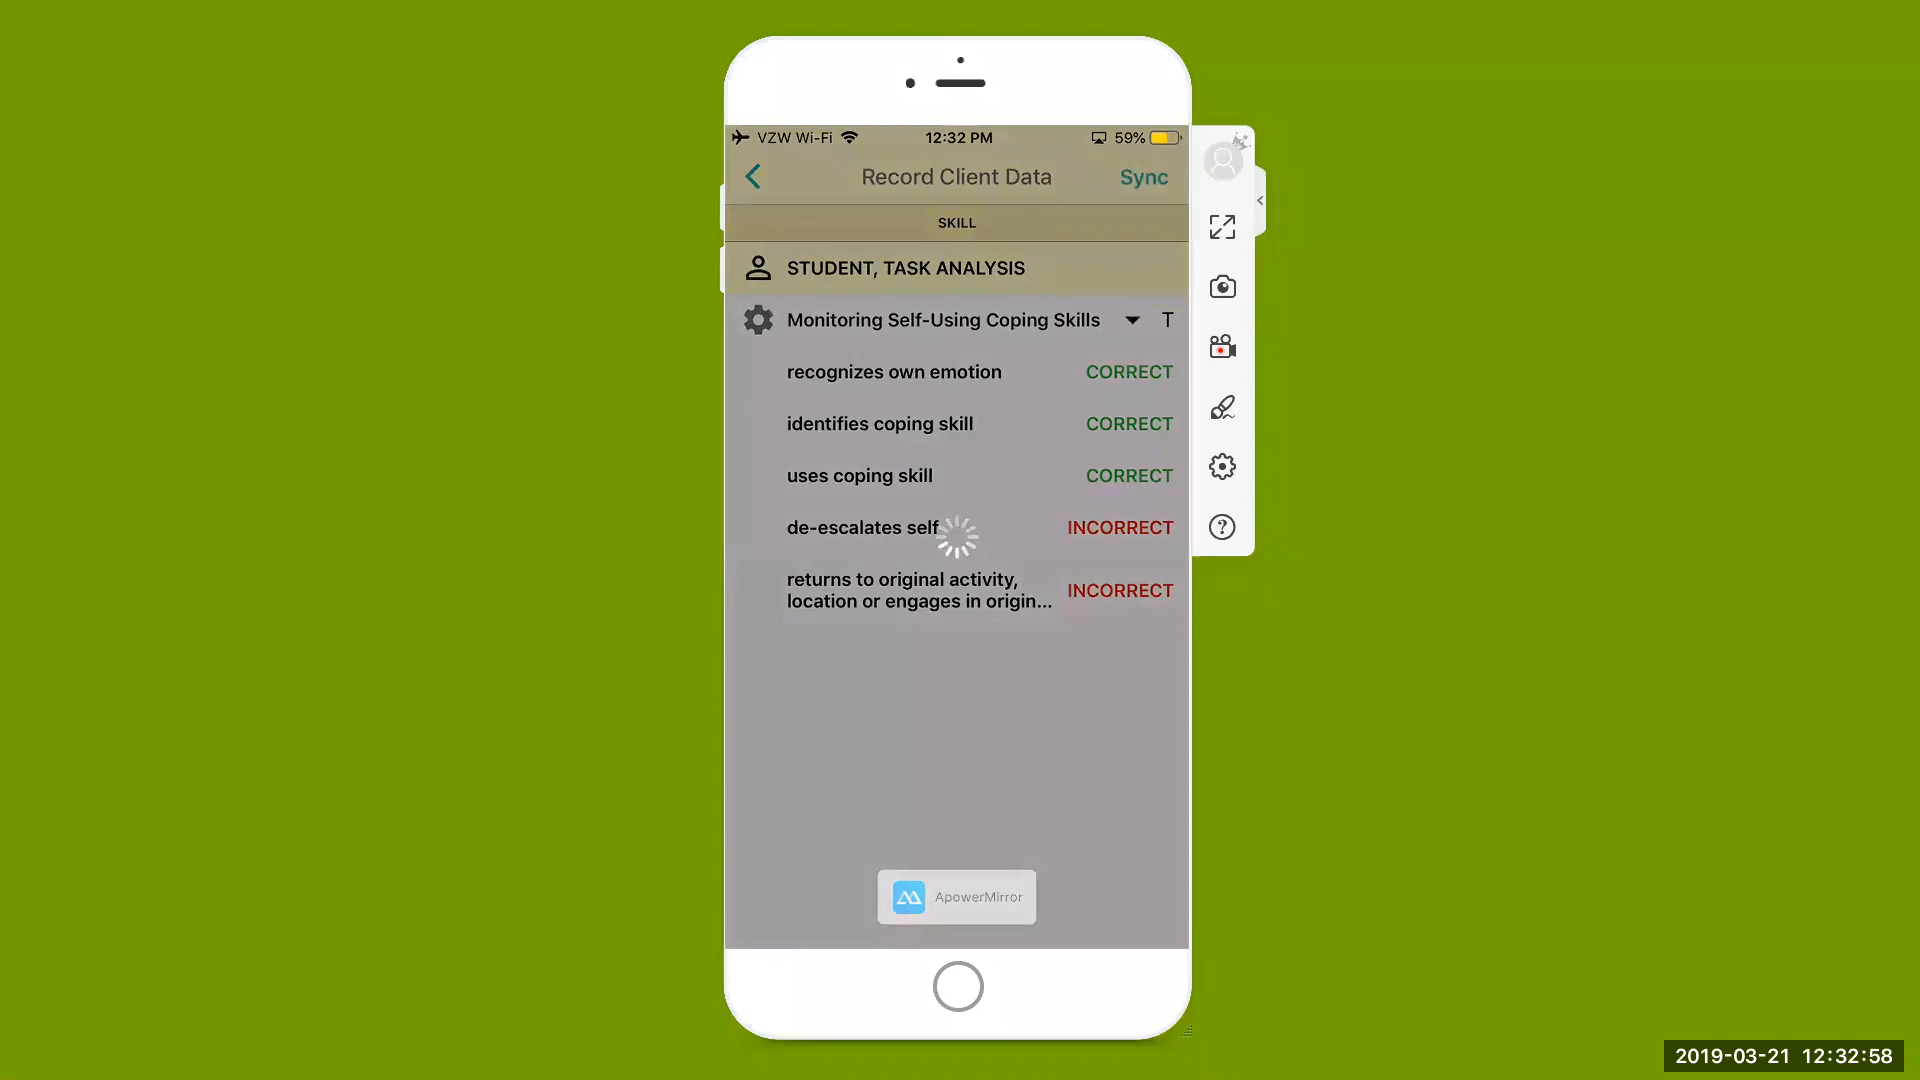 VZW Wi-Fi 12:32 PM 59%
Record Client Data Sync
SKILL
STUDENT, TASK ANALYSIS
Monitoring Self-Using Coping Skills T
recognizes own emotion CORRECT
identifies coping skill CORRECT
uses coping skill CORRECT
de-escalates self INCORRECT
returns to original activity,
location or engages in origin... INCORRECT
ApowerMirror
2019-03-21 12:32:58